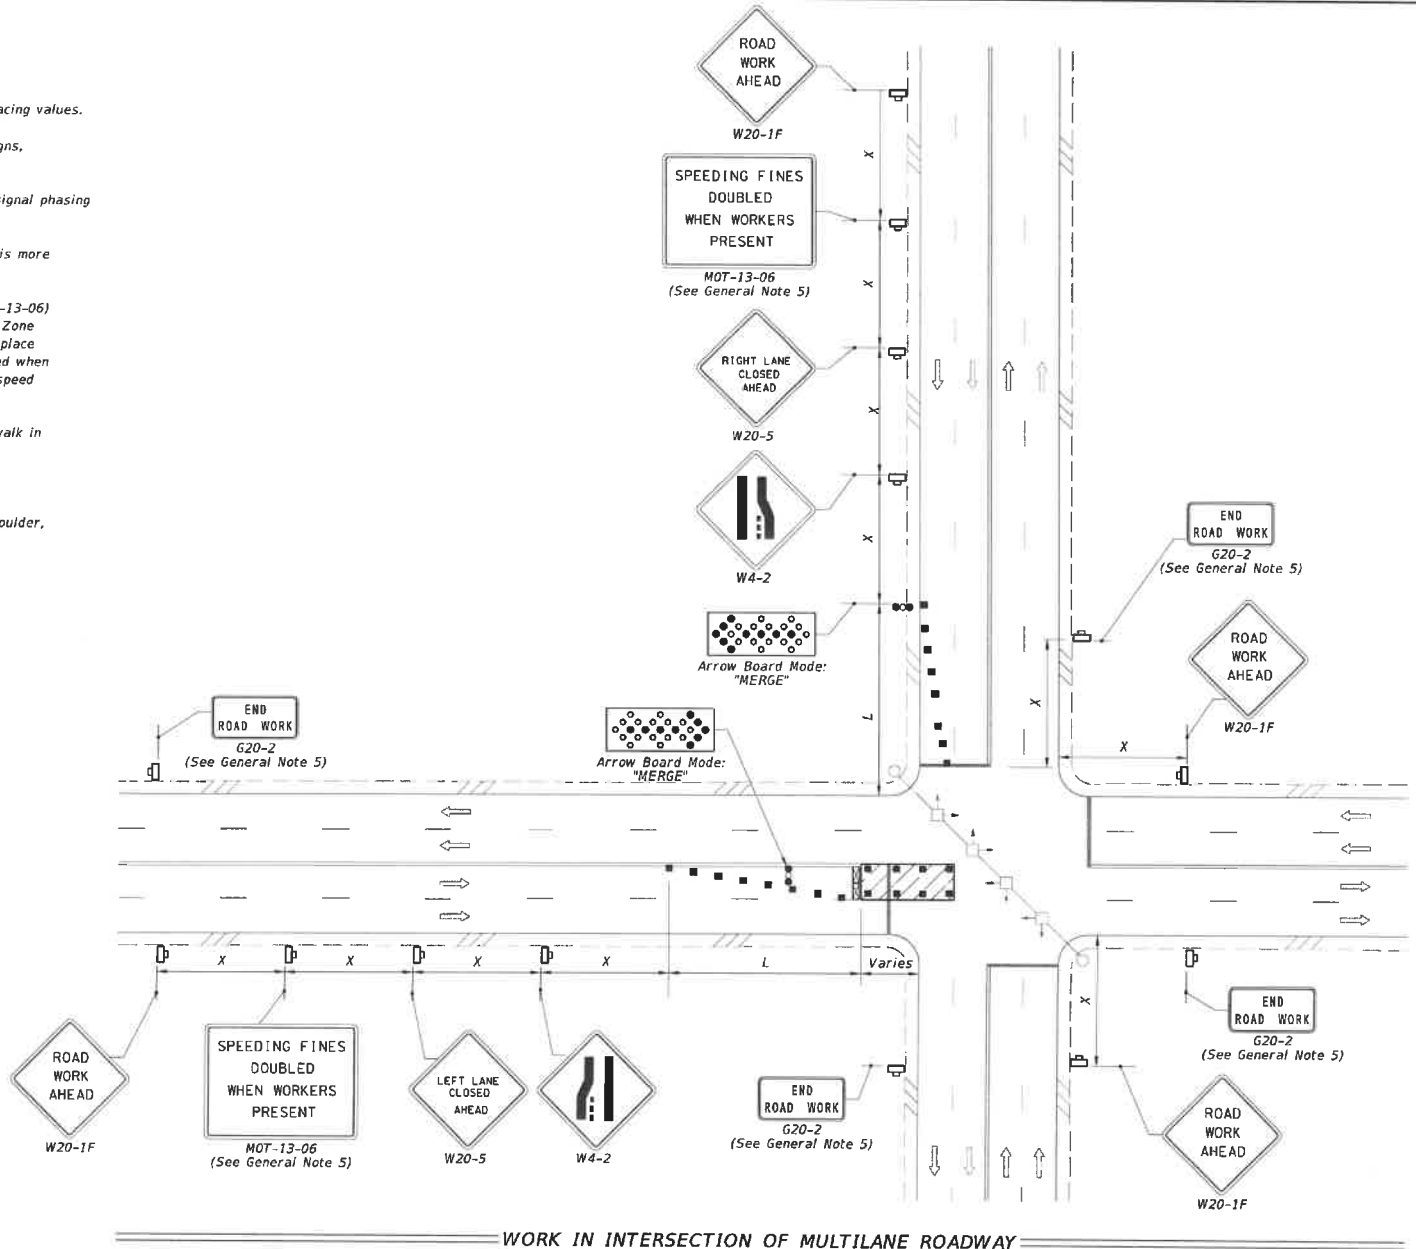 acing values.
gns,
signal phasing
is more
-13-06)
Zone
place
ed when
speed
walk in
oulder,
ROAD
WORK
AHEAD
W20-1F
X
SPEEDING FINES
DOUBLED
WHEN WORKERS
PRESENT
MOT-13-06
(See General Note 5)
X
RIGHT LANE
CLOSED
AHEAD
W20-5
X
W4-2
X
Arrow Board Mode:
"MERGE"
L
END
ROAD WORK
G20-2
(See General Note 5)
X
ROAD
WORK
AHEAD
W20-1F
X
END
ROAD WORK
G20-2
(See General Note 5)
Arrow Board Mode:
"MERGE"
X
X
X
X
L
Varies
ROAD
WORK
AHEAD
W20-1F
SPEEDING FINES
DOUBLED
WHEN WORKERS
PRESENT
MOT-13-06
(See General Note 5)
LEFT LANE
CLOSED
AHEAD
W20-5
W4-2
END
ROAD WORK
G20-2
(See General Note 5)
X
END
ROAD WORK
G20-2
(See General Note 5)
ROAD
WORK
AHEAD
W20-1F
WORK IN INTERSECTION OF MULTILANE ROADWAY